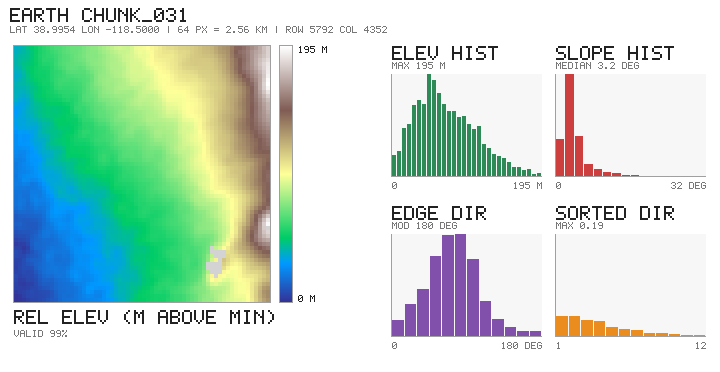 EARTH CHUNK_031
LAT 38.9954 LON -118.5000 | 64 PX = 2.56 KM | ROW 5792 COL 4352
195 M
0 M
REL ELEV (M ABOVE MIN)
VALID 99%
ELEV HIST
MAX 195 M
0 195 M
SLOPE HIST
MEDIAN 3.2 DEG
0 32 DEG
EDGE DIR
MOD 180 DEG
0 180 DEG
SORTED DIR
MAX 0.19
1 12